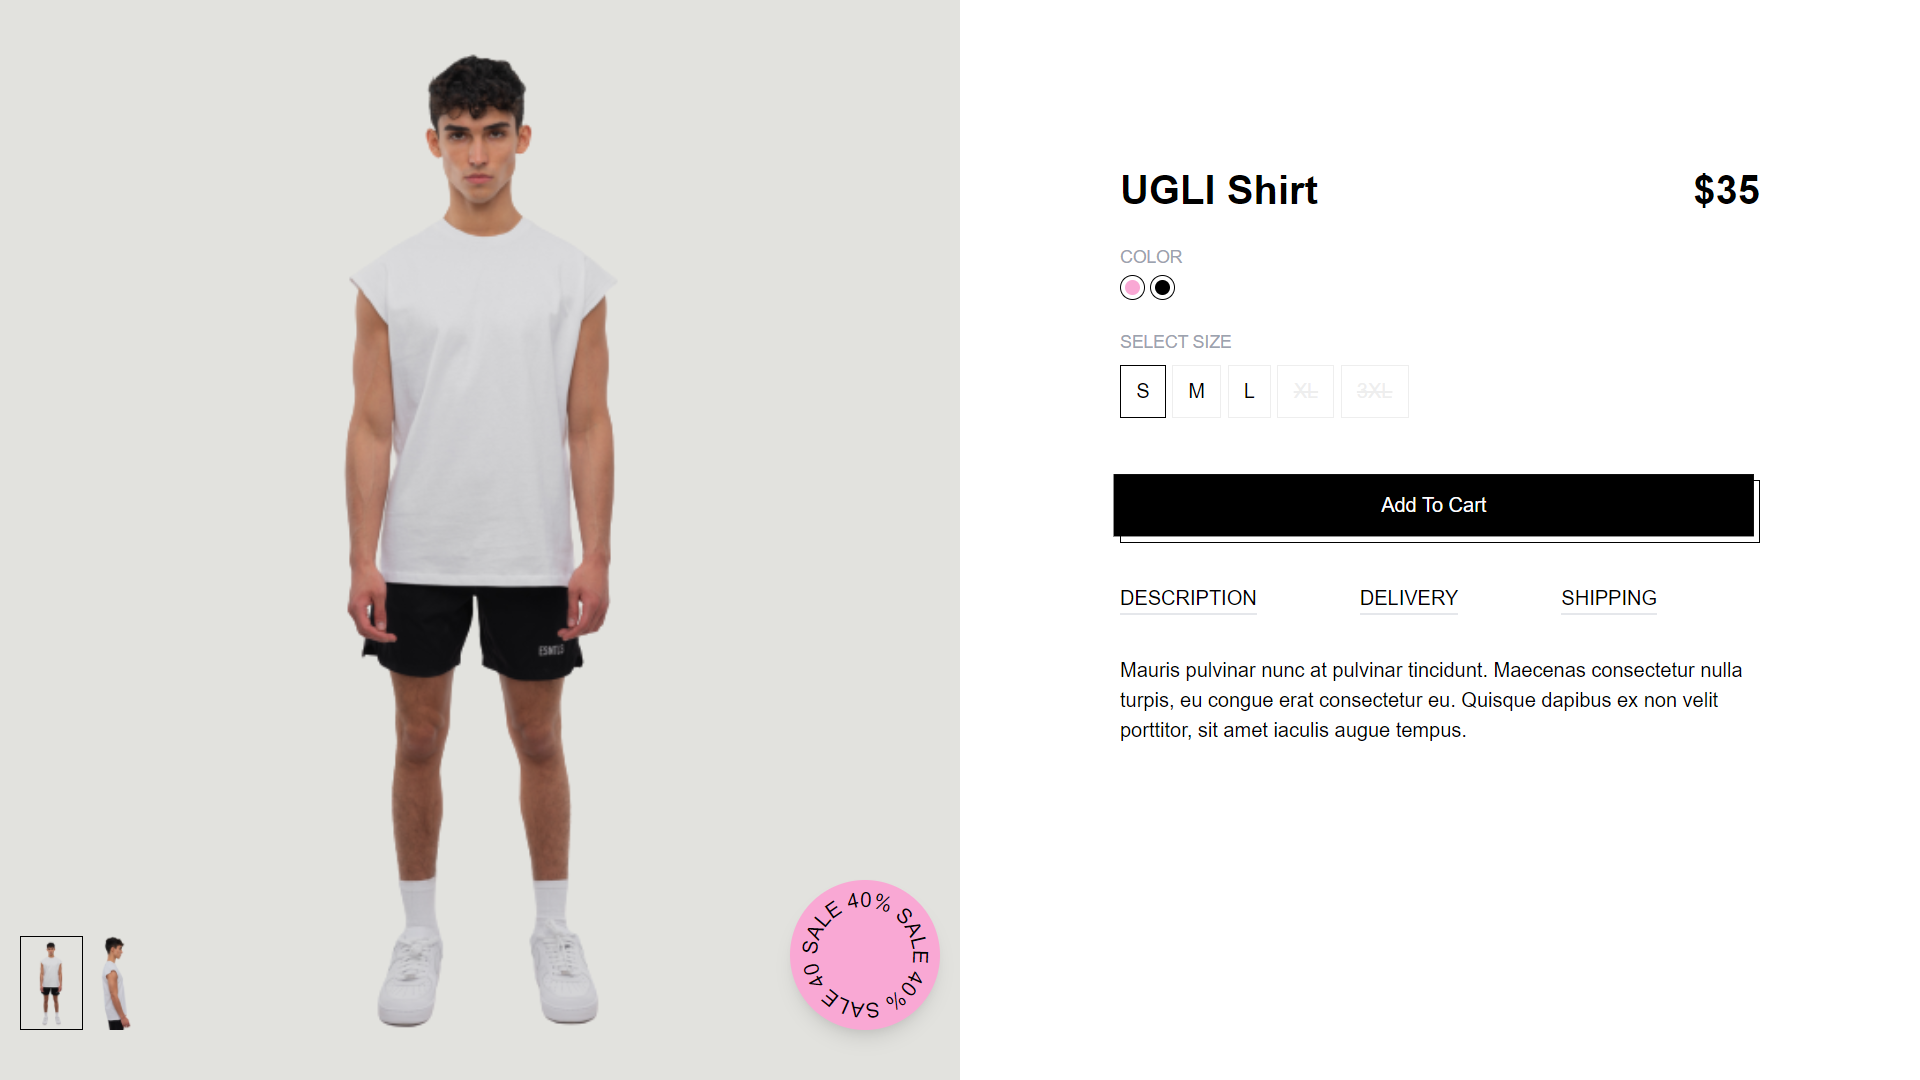 UGLI Shirt
$35
COLOR
SELECT SIZE
S
M
L
XL
3XL
Add To Cart
DESCRIPTION
DELIVERY
SHIPPING
Mauris pulvinar nunc at pulvinar tincidunt. Maecenas consectetur nulla
turpis, eu congue erat consectetur eu. Quisque dapibus ex non velit
porttitor, sit amet iaculis augue tempus.
ESNTLS
SALE 40% SALE 40% SALE 40